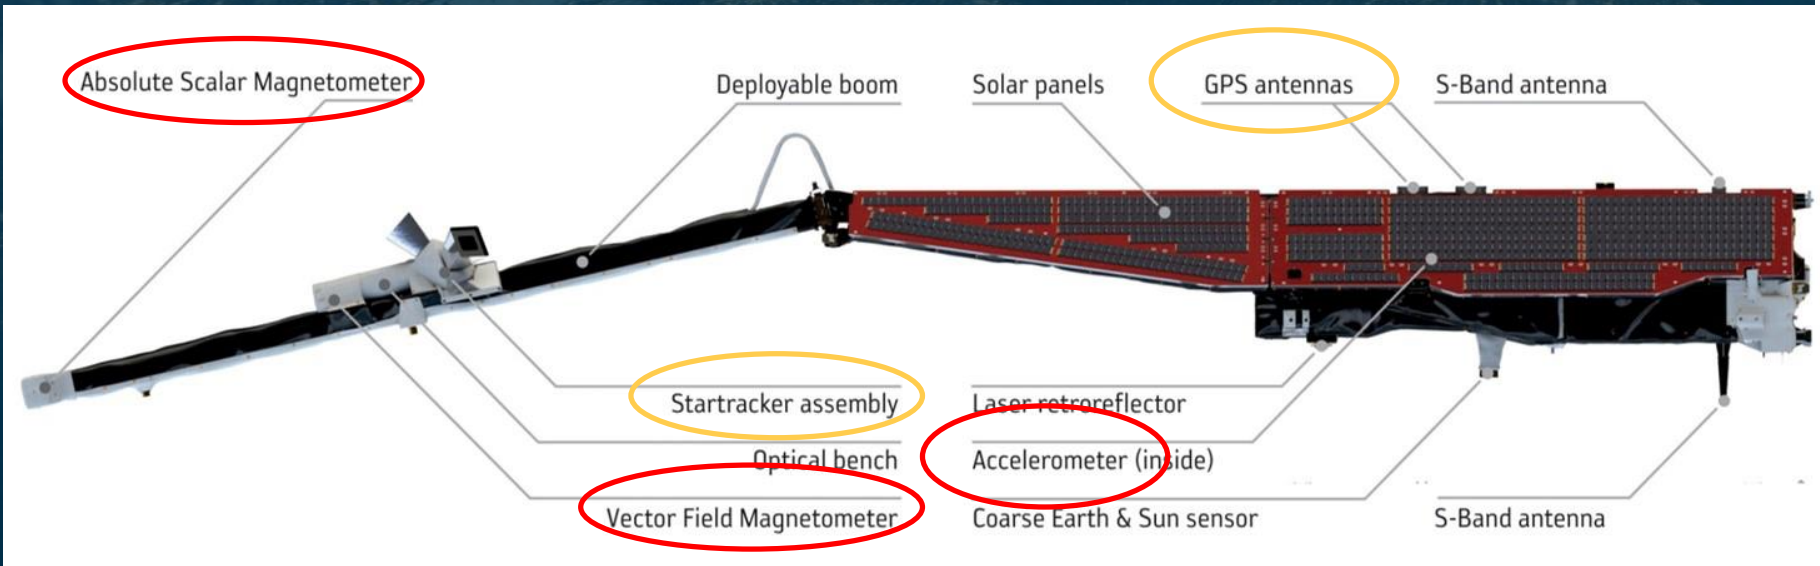 Absolute Scalar Magnetometer
Deployable boom
Solar panels
GPS antennas
S-Band antenna
Startracker assembly
Laser retroreflector
Optical bench
Accelerometer (inside)
Vector Field Magnetometer
Coarse Earth & Sun sensor
S-Band antenna